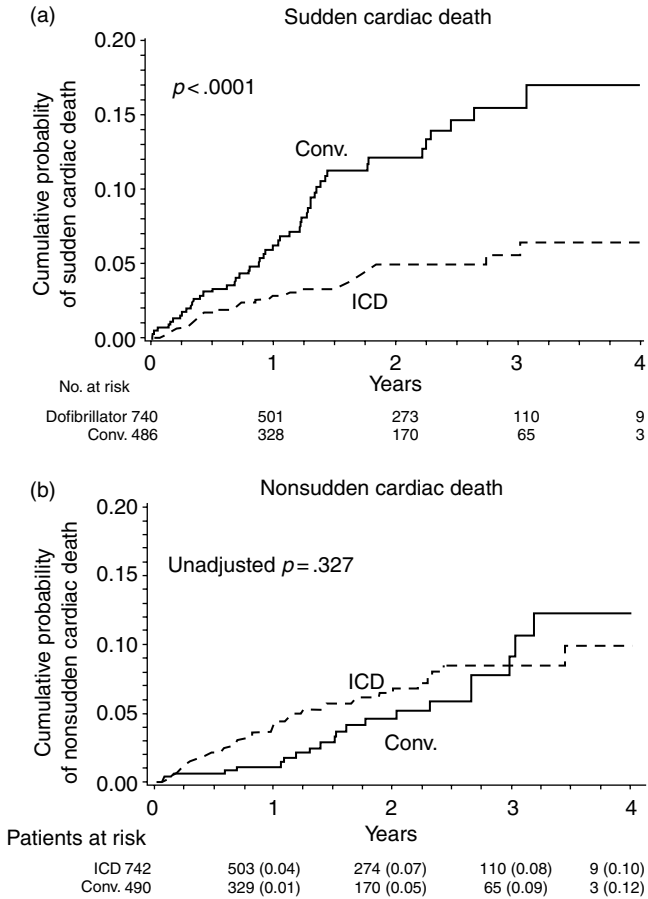 (a) Sudden cardiac death
Cumulative probablity
of sudden cardiac death
0.20
0.15
0.10
0.05
0.00
p<.0001
Conv.
ICD
0 1 2 3 4
Years
No. at risk
Dofibrillator 740 501 273 110 9
Conv. 486 328 170 65 3
(b) Nonsudden cardiac death
Cumulative probability
of nonsudden cardiac death
0.20
0.15
0.10
0.05
0.00
Unadjusted p=.327
ICD
Conv.
0 1 2 3 4
Years
Patients at risk
ICD 742 503 (0.04) 274 (0.07) 110 (0.08) 9 (0.10)
Conv. 490 329 (0.01) 170 (0.05) 65 (0.09) 3 (0.12)